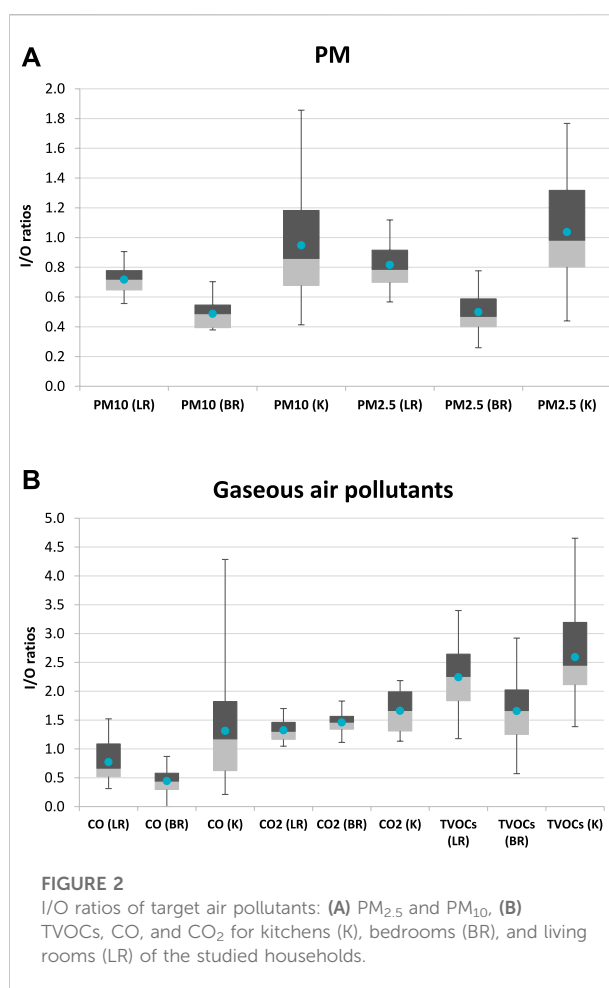 A
PM
I/O ratios
2.0
1.8
1.6
1.4
1.2
1.0
0.8
0.6
0.4
0.2
0.0
PM10 (LR) PM10 (BR) PM10 (K) PM2.5 (LR) PM2.5 (BR) PM2.5 (K)
B
Gaseous air pollutants
I/O ratios
5.0
4.5
4.0
3.5
3.0
2.5
2.0
1.5
1.0
0.5
0.0
CO (LR) CO (BR) CO (K) CO2 (LR) CO2 (BR) CO2 (K) TVOCs (LR) TVOCs (BR) TVOCs (K)
FIGURE 2
I/O ratios of target air pollutants: (A) PM2.5 and PM10, (B)
TVOCs, CO, and CO2 for kitchens (K), bedrooms (BR), and living
rooms (LR) of the studied households.